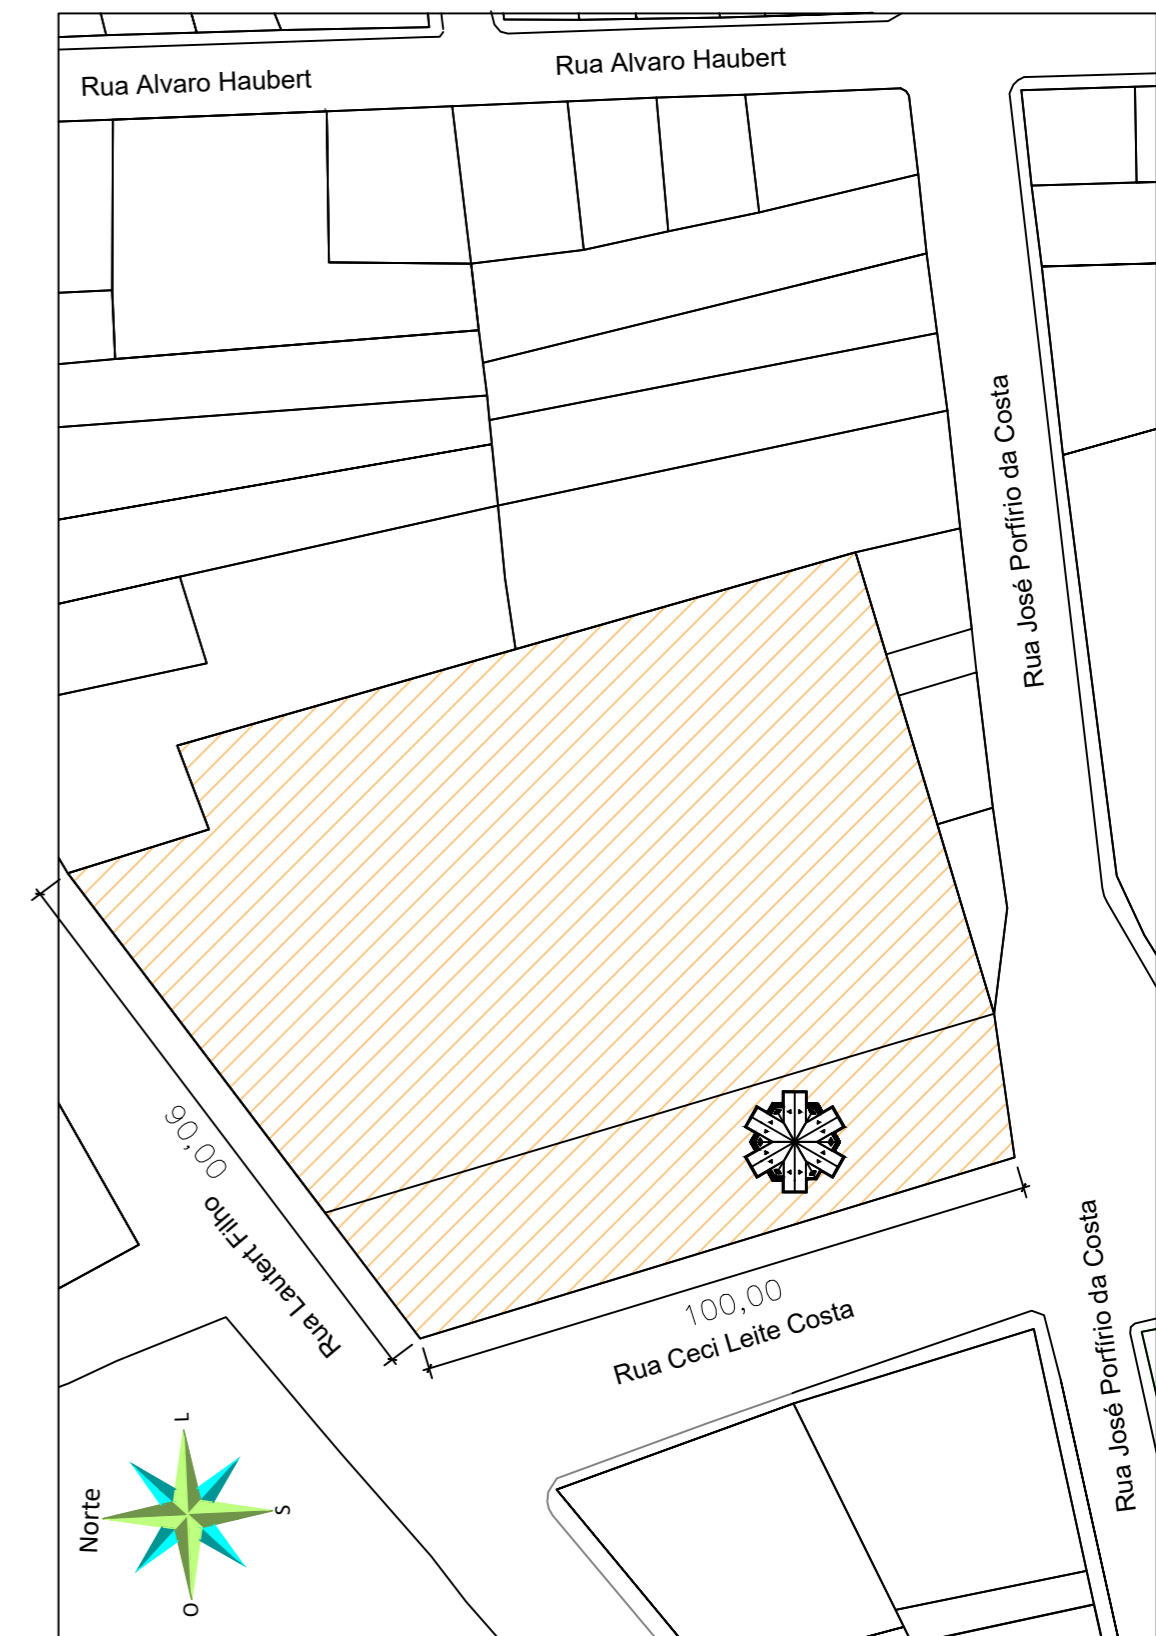 Rua Alvaro Haubert
Rua Alvaro Haubert
Rua José Porfírio da Costa
90,00
Rua Lautert Filho
100,00
Rua Ceci Leite Costa
Rua José Porfírio da Costa
L
Norte
S
O